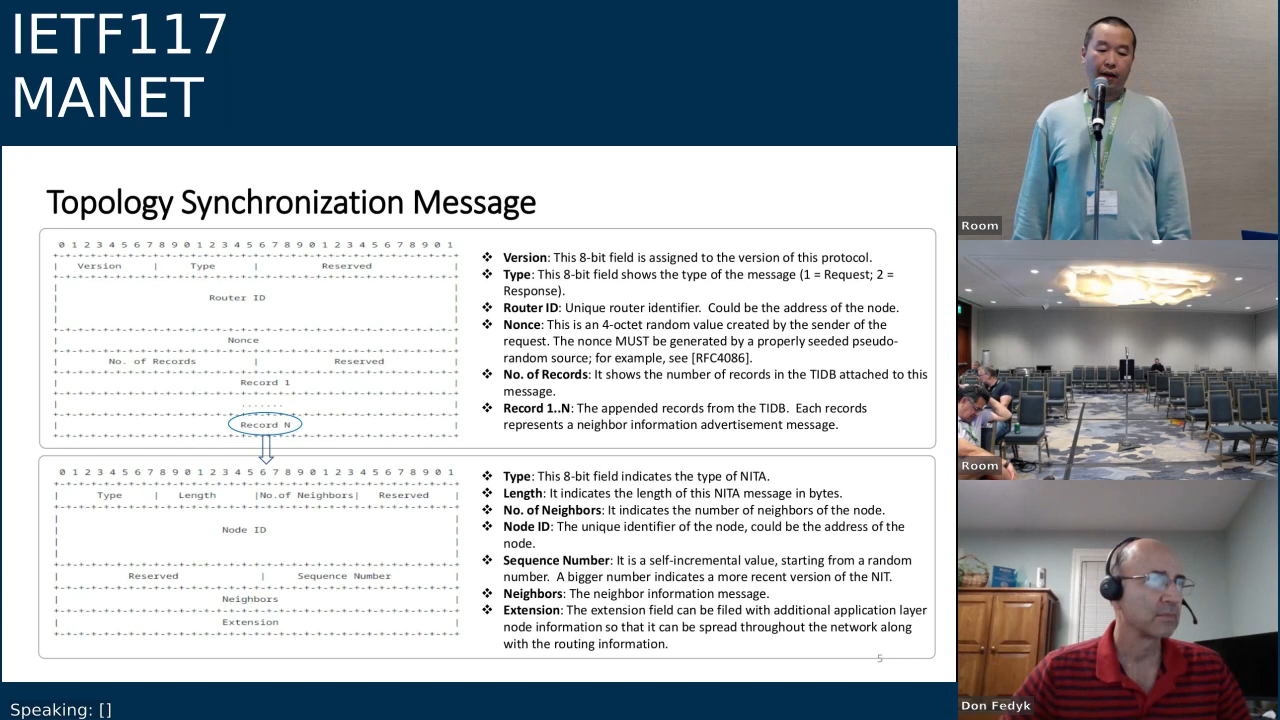 IETF117
MANET
Topology Synchronization Message
0 1 2 3 4 5 6 7 8 9 0 1 2 3 4 5 6 7 8 9 0 1 2 3 4 5 6 7 8 9 0 1
| Version | Type | Reserved |
Router ID
Nonce
No. of Records | Reserved
Record 1
.......
Record N
❖ Version: This 8-bit field is assigned to the version of this protocol.
❖ Type: This 8-bit field shows the type of the message (1 = Request; 2 =
Response).
❖ Router ID: Unique router identifier. Could be the address of the node.
❖ Nonce: This is an 4-octet random value created by the sender of the
request. The nonce MUST be generated by a properly seeded pseudo-
random source; for example, see [RFC4086].
❖ No. of Records: It shows the number of records in the TIDB attached to this
message.
❖ Record 1..N: The appended records from the TIDB. Each records
represents a neighbor information advertisement message.
0 1 2 3 4 5 6 7 8 9 0 1 2 3 4 5 6 7 8 9 0 1 2 3 4 5 6 7 8 9 0 1
| Type | Length |No.of Neighbors| Reserved |
Node ID
Reserved | Sequence Number
Neighbors
Extension
❖ Type: This 8-bit field indicates the type of NITA.
❖ Length: It indicates the length of this NITA message in bytes.
❖ No. of Neighbors: It indicates the number of neighbors of the node.
❖ Node ID: The unique identifier of the node, could be the address of the
node.
❖ Sequence Number: It is a self-incremental value, starting from a random
number. A bigger number indicates a more recent version of the NIT.
❖ Neighbors: The neighbor information message.
❖ Extension: The extension field can be filed with additional application layer
node information so that it can be spread throughout the network along
with the routing information.
5
Speaking: []
Room
Room
Don Fedyk